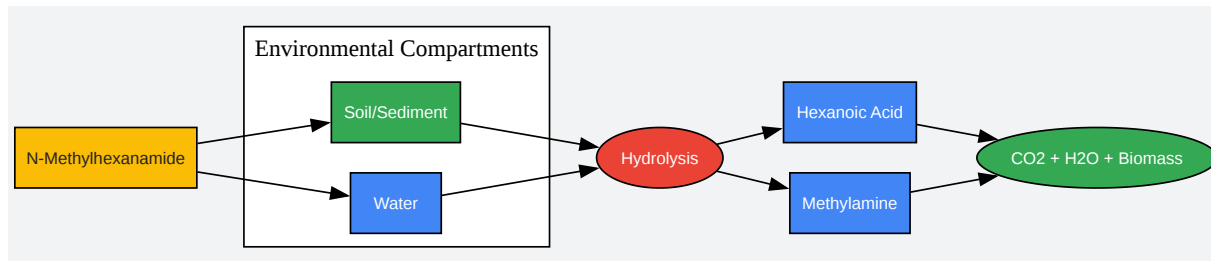 Environmental Compartments
N-Methylhexanamide
Soil/Sediment
Water
Hydrolysis
Hexanoic Acid
Methylamine
CO2 + H2O + Biomass